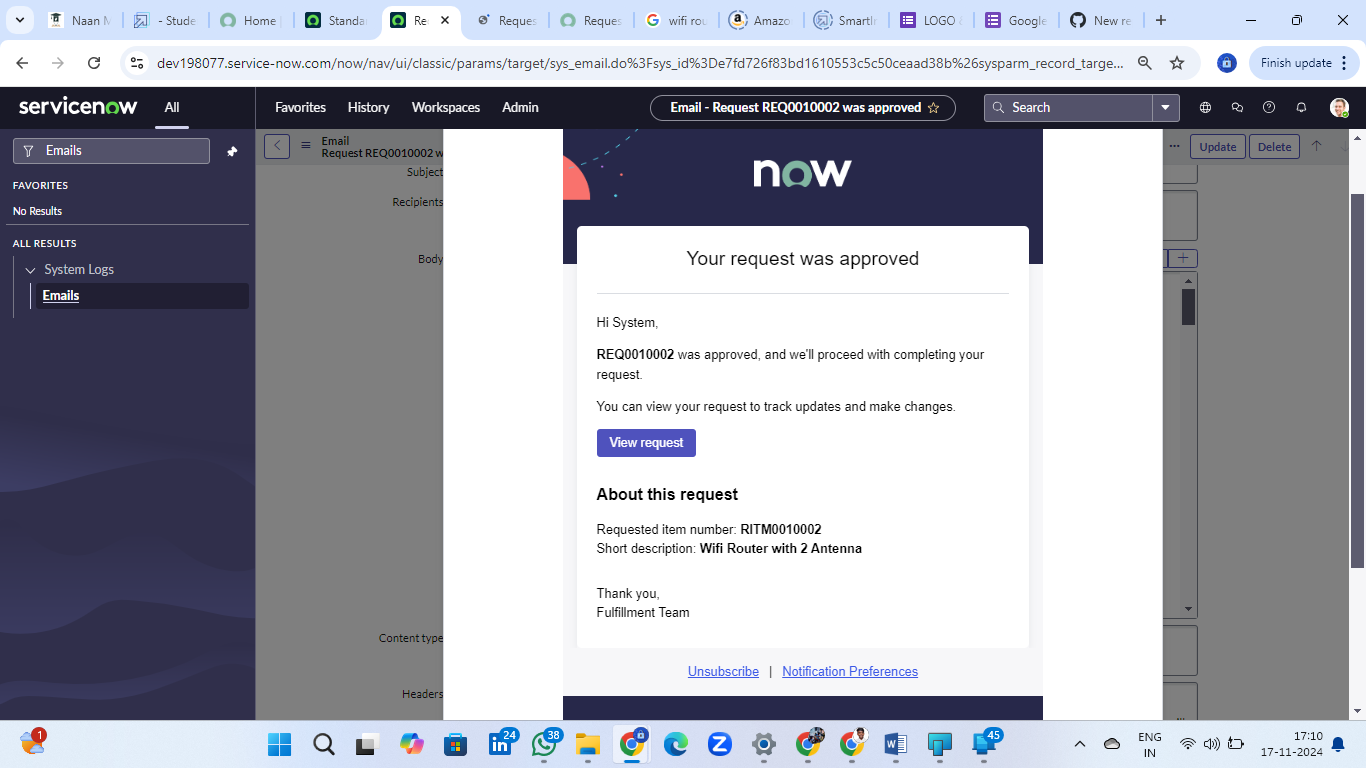 Naan M
- Stude
Home
Standa
Re
Reques
Reques
wifi rou
Amazo
SmartIn
LOGO
Google
New re
dev198077.service-now.com/now/nav/ui/classic/params/target/sys_email.do%3Fsys_id%3De7fd726f83bd1610553c5c50ceaad38b%26sysparm_record_targe...
Finish update
servicenow
All
Favorites
History
Workspaces
Admin
Email - Request REQ0010002 was approved
Search
Emails
FAVORITES
No Results
ALL RESULTS
System Logs
Emails
Email
Request REQ0010002 w
Update
Delete
Subject
Recipients
Body
Content type
Headers
now
Your request was approved
Hi System,
REQ0010002 was approved, and we'll proceed with completing your
request.
You can view your request to track updates and make changes.
View request
About this request
Requested item number: RITM0010002
Short description: Wifi Router with 2 Antenna
Thank you,
Fulfillment Team
Unsubscribe | Notification Preferences
1
24
38
45
ENG
IN
17:10
17-11-2024